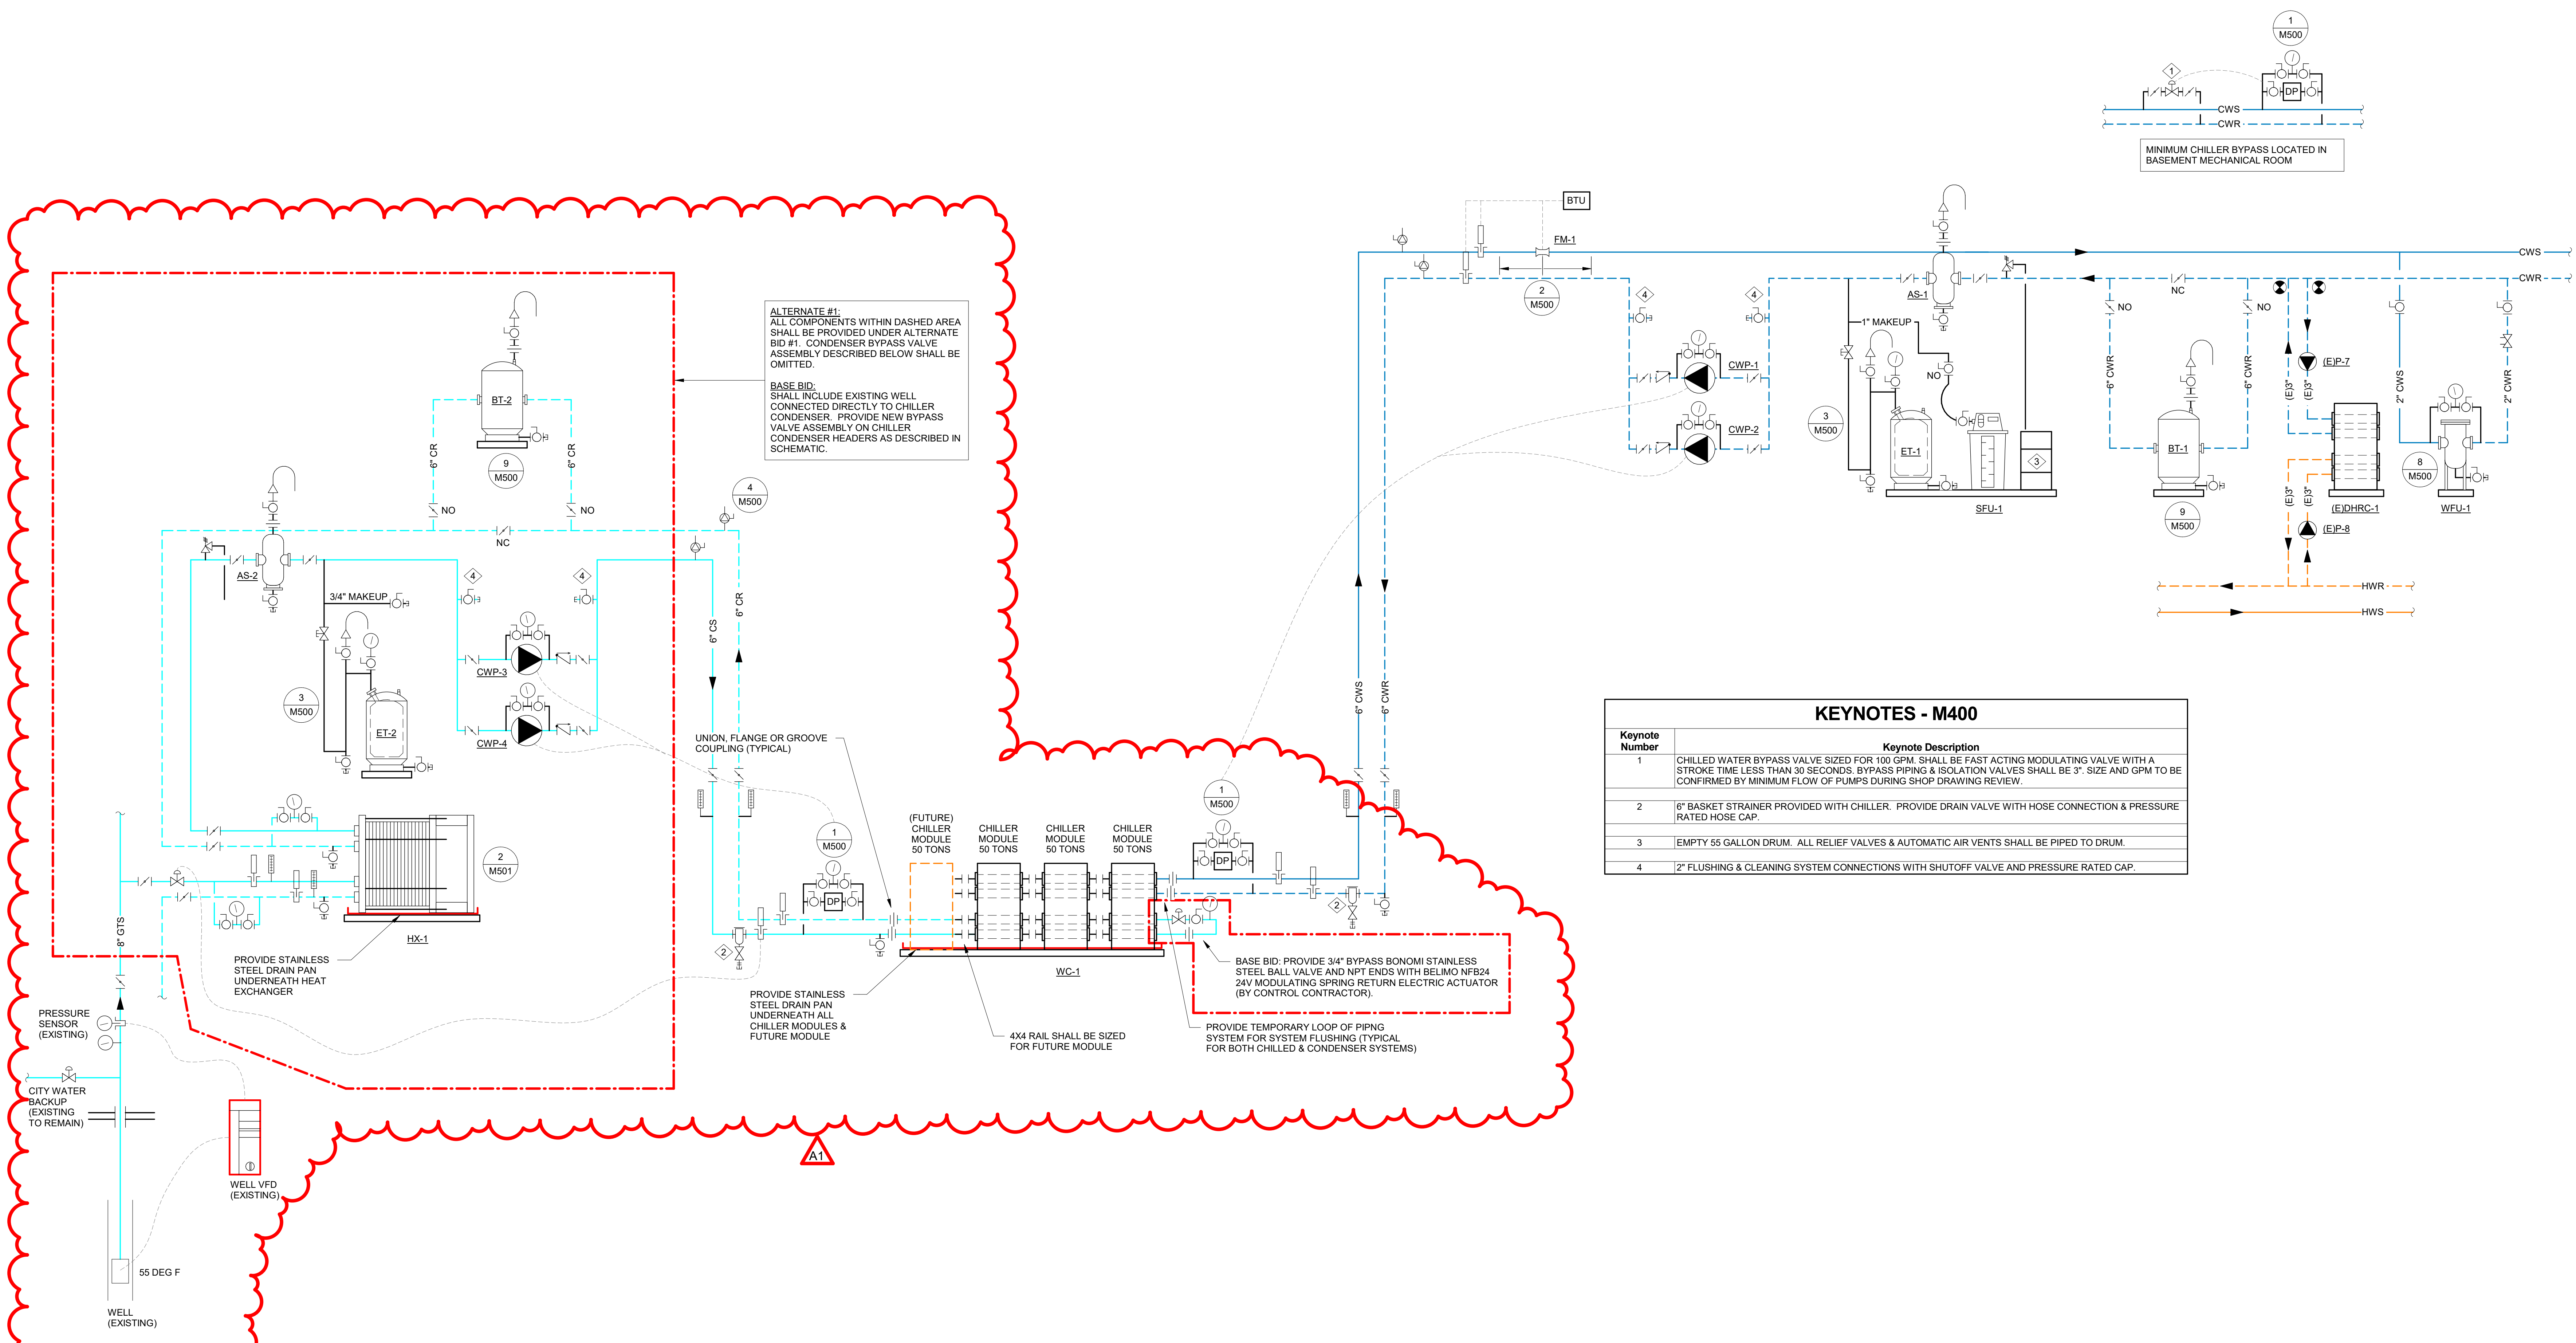 1
M500
1
DP
CWS
CWR
MINIMUM CHILLER BYPASS LOCATED IN
BASEMENT MECHANICAL ROOM
BTU
FM-1
2
M500
CWS
CWR
AS-1
NC
NO
NO
4
4
1" MAKEUP
NO
CWP-1
CWP-2
3
M500
ET-1
SFU-1
3
6" CWR
6" CWR
BT-1
9
M500
(E)3"
(E)3"
(E)P-7
(E)3"
(E)3"
(E)DHRC-1
(E)P-8
2" CWS
2" CWR
8
M500
WFU-1
HWR
HWS
ALTERNATE #1:
ALL COMPONENTS WITHIN DASHED AREA
SHALL BE PROVIDED UNDER ALTERNATE
BID #1. CONDENSER BYPASS VALVE
ASSEMBLY DESCRIBED BELOW SHALL BE
OMITTED.
BASE BID:
SHALL INCLUDE EXISTING WELL
CONNECTED DIRECTLY TO CHILLER
CONDENSER. PROVIDE NEW BYPASS
VALVE ASSEMBLY ON CHILLER
CONDENSER HEADERS AS DESCRIBED IN
SCHEMATIC.
BT-2
9
M500
6" CR
6" CR
NO
NO
NC
4
M500
AS-2
3/4" MAKEUP
4
4
CWP-3
CWP-4
3
M500
ET-2
6" CS
6" CR
UNION, FLANGE OR GROOVE
COUPLING (TYPICAL)
2
M501
HX-1
8" GTS
PROVIDE STAINLESS
STEEL DRAIN PAN
UNDERNEATH HEAT
EXCHANGER
PRESSURE
SENSOR
(EXISTING)
CITY WATER
BACKUP
(EXISTING
TO REMAIN)
WELL VFD
(EXISTING)
55 DEG F
WELL
(EXISTING)
1
M500
DP
2
(FUTURE)
CHILLER
MODULE
50 TONS
CHILLER
MODULE
50 TONS
CHILLER
MODULE
50 TONS
CHILLER
MODULE
50 TONS
1
M500
DP
2
6" CWS
6" CWR
WC-1
PROVIDE STAINLESS
STEEL DRAIN PAN
UNDERNEATH ALL
CHILLER MODULES &
FUTURE MODULE
4X4 RAIL SHALL BE SIZED
FOR FUTURE MODULE
BASE BID: PROVIDE 3/4" BYPASS BONOMI STAINLESS
STEEL BALL VALVE AND NPT ENDS WITH BELIMO NFB24
24V MODULATING SPRING RETURN ELECTRIC ACTUATOR
(BY CONTROL CONTRACTOR).
PROVIDE TEMPORARY LOOP OF PIPNG
SYSTEM FOR SYSTEM FLUSHING (TYPICAL
FOR BOTH CHILLED & CONDENSER SYSTEMS)
A1
KEYNOTES - M400
Keynote
Number
Keynote Description
1
CHILLED WATER BYPASS VALVE SIZED FOR 100 GPM. SHALL BE FAST ACTING MODULATING VALVE WITH A
STROKE TIME LESS THAN 30 SECONDS. BYPASS PIPING & ISOLATION VALVES SHALL BE 3". SIZE AND GPM TO BE
CONFIRMED BY MINIMUM FLOW OF PUMPS DURING SHOP DRAWING REVIEW.
2
6" BASKET STRAINER PROVIDED WITH CHILLER. PROVIDE DRAIN VALVE WITH HOSE CONNECTION & PRESSURE
RATED HOSE CAP.
3
EMPTY 55 GALLON DRUM. ALL RELIEF VALVES & AUTOMATIC AIR VENTS SHALL BE PIPED TO DRUM.
4
2" FLUSHING & CLEANING SYSTEM CONNECTIONS WITH SHUTOFF VALVE AND PRESSURE RATED CAP.